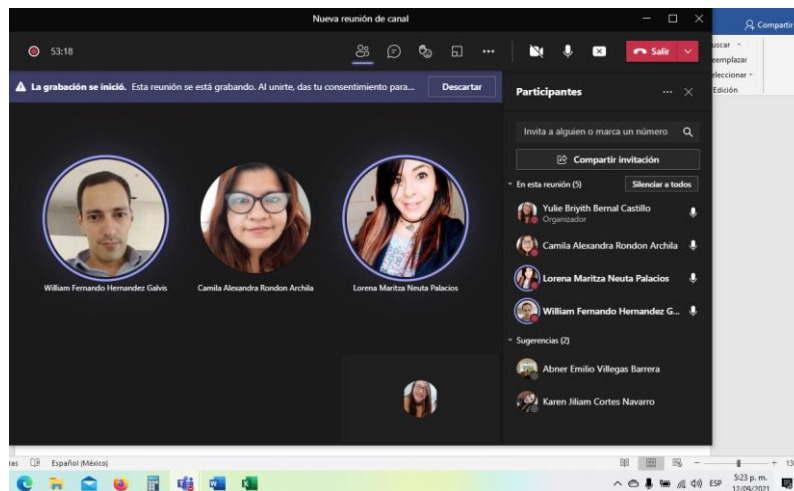 Nueva reunión de canal
Compartir
53:18
Salir
uscar
eemplazar
eleccionar
Edición
La grabación se inició. Esta reunión se está grabando. Al unirte, das tu consentimiento para...
Descartar
Participantes
Invita a alguien o marca un número
Compartir invitación
En esta reunión (5)
Silenciar a todos
Yulie Briyith Bernal Castillo
Organizador
Camila Alexandra Rondon Archila
Lorena Maritza Neuta Palacios
William Fernando Hernandez G...
Sugerencias (2)
Abner Emilio Villegas Barrera
Karen Jiliam Cortes Navarro
William Fernando Hernandez Galvis
Camila Alexandra Rondon Archila
Lorena Maritza Neuta Palacios
ras
Español (México)
13
ESP
5:23 p. m.
12/09/2021